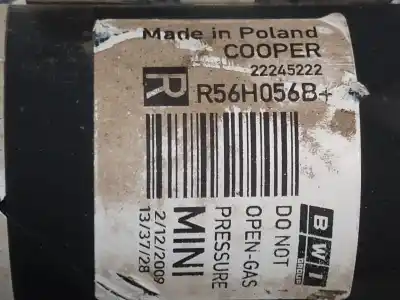 Made in Poland
COOPER
22245222
R R56H056B+
BWI
GROUP
DO NOT
OPEN-GAS
PRESSURE
MINI
2/12/2009
13/37/28